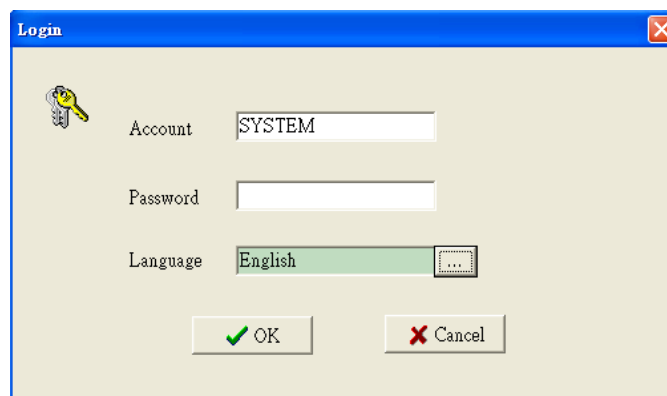 Login
Account SYSTEM
Password
Language English ...
OK Cancel